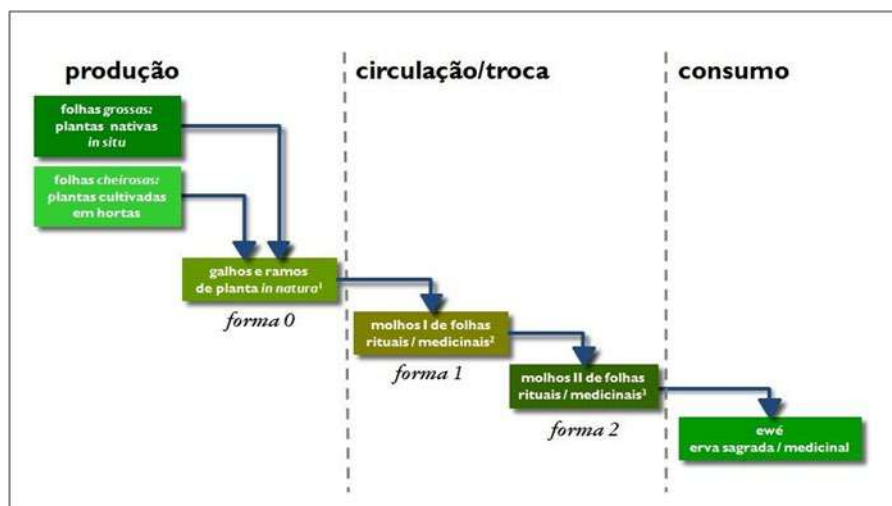 produção
circulação/troca
consumo
folhas grossas:
plantas nativas
in situ
folhas cheirosas:
plantas cultivadas
em hortas
galhos e ramos
de planta in natura¹
forma 0
molhos I de folhas
rituais / medicinais²
forma 1
molhos II de folhas
rituais / medicinais³
forma 2
ewé
erva sagrada / medicinal